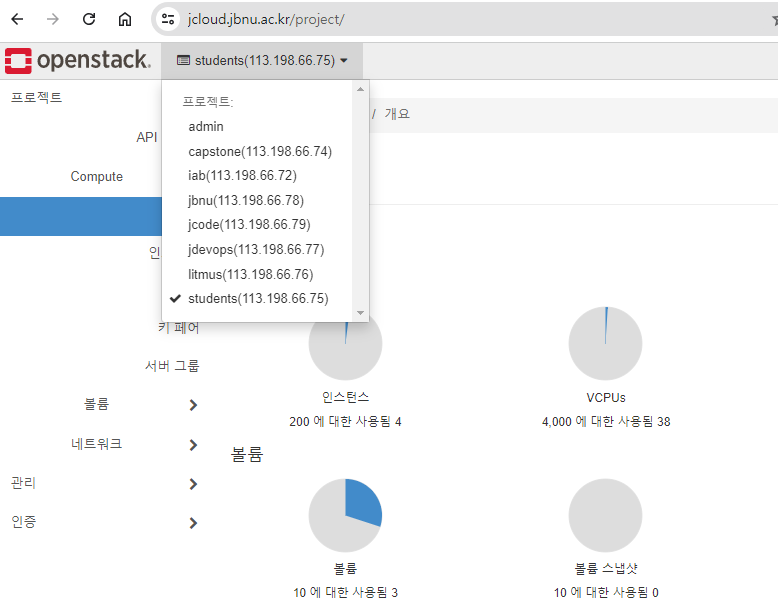 jcloud.jbnu.ac.kr/project/
openstack.
students(113.198.66.75)
프로젝트
프로젝트:
admin
capstone(113.198.66.74)
iab(113.198.66.72)
jbnu(113.198.66.78)
jcode(113.198.66.79)
jdevops(113.198.66.77)
litmus(113.198.66.76)
students(113.198.66.75)
/ 개요
API
Compute
인
키 페어
서버 그룹
볼륨
네트워크
관리
인증
인스턴스
200 에 대한 사용됨 4
VCPUs
4,000 에 대한 사용됨 38
볼륨
볼륨
10 에 대한 사용됨 3
볼륨 스냅샷
10 에 대한 사용됨 0